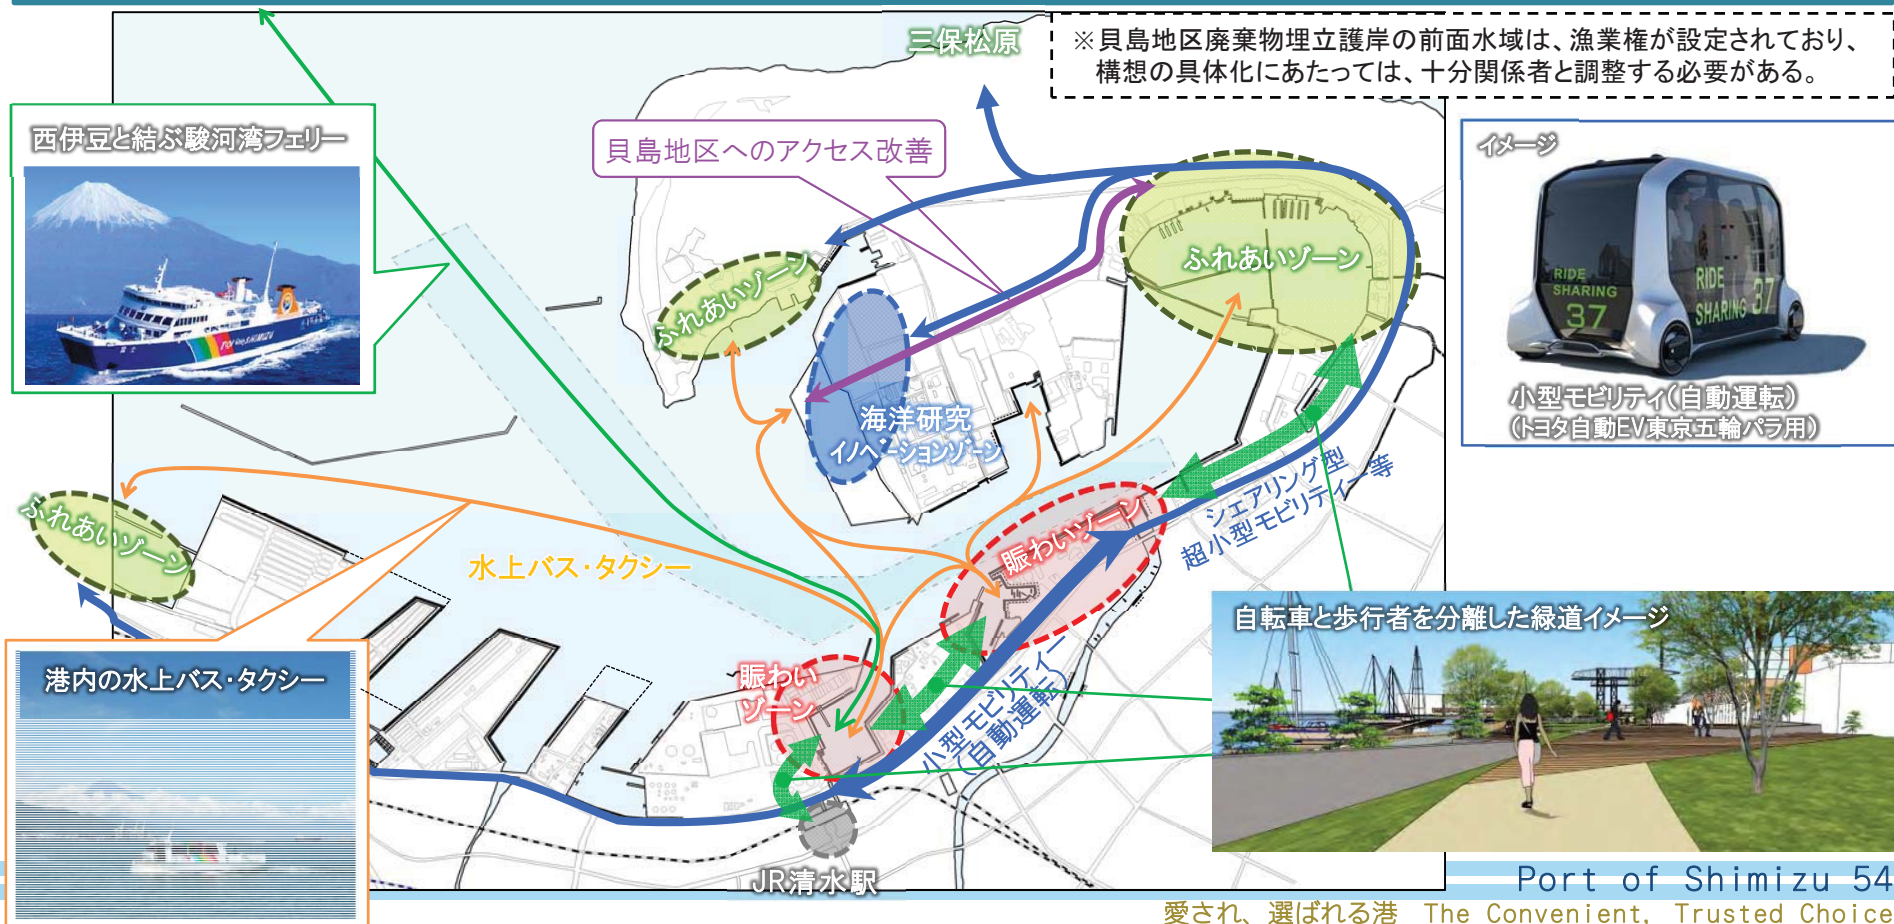 三保松原
※貝島地区廃棄物埋立護岸の前面水域は、漁業権が設定されており、
構想の具体化にあたっては、十分関係者と調整する必要がある。
西伊豆と結ぶ駿河湾フェリー
貝島地区へのアクセス改善
イメージ
RIDE
SHARING
37
RIDE
SHARING 37
小型モビリティ(自動運転)
(トヨタ自動EV東京五輪パラ用)
ふれあいゾーン
ふれあいゾーン
海洋研究
イノベーションゾーン
ふれあいゾーン
水上バス・タクシー
賑わいゾーン
シェアリング型
超小型モビリティー等
賑わい
ゾーン
小型モビリティー
(自動運転)
自転車と歩行者を分離した緑道イメージ
港内の水上バス・タクシー
JR清水駅
Port of Shimizu 54
愛され、選ばれる港 The Convenient, Trusted Choice